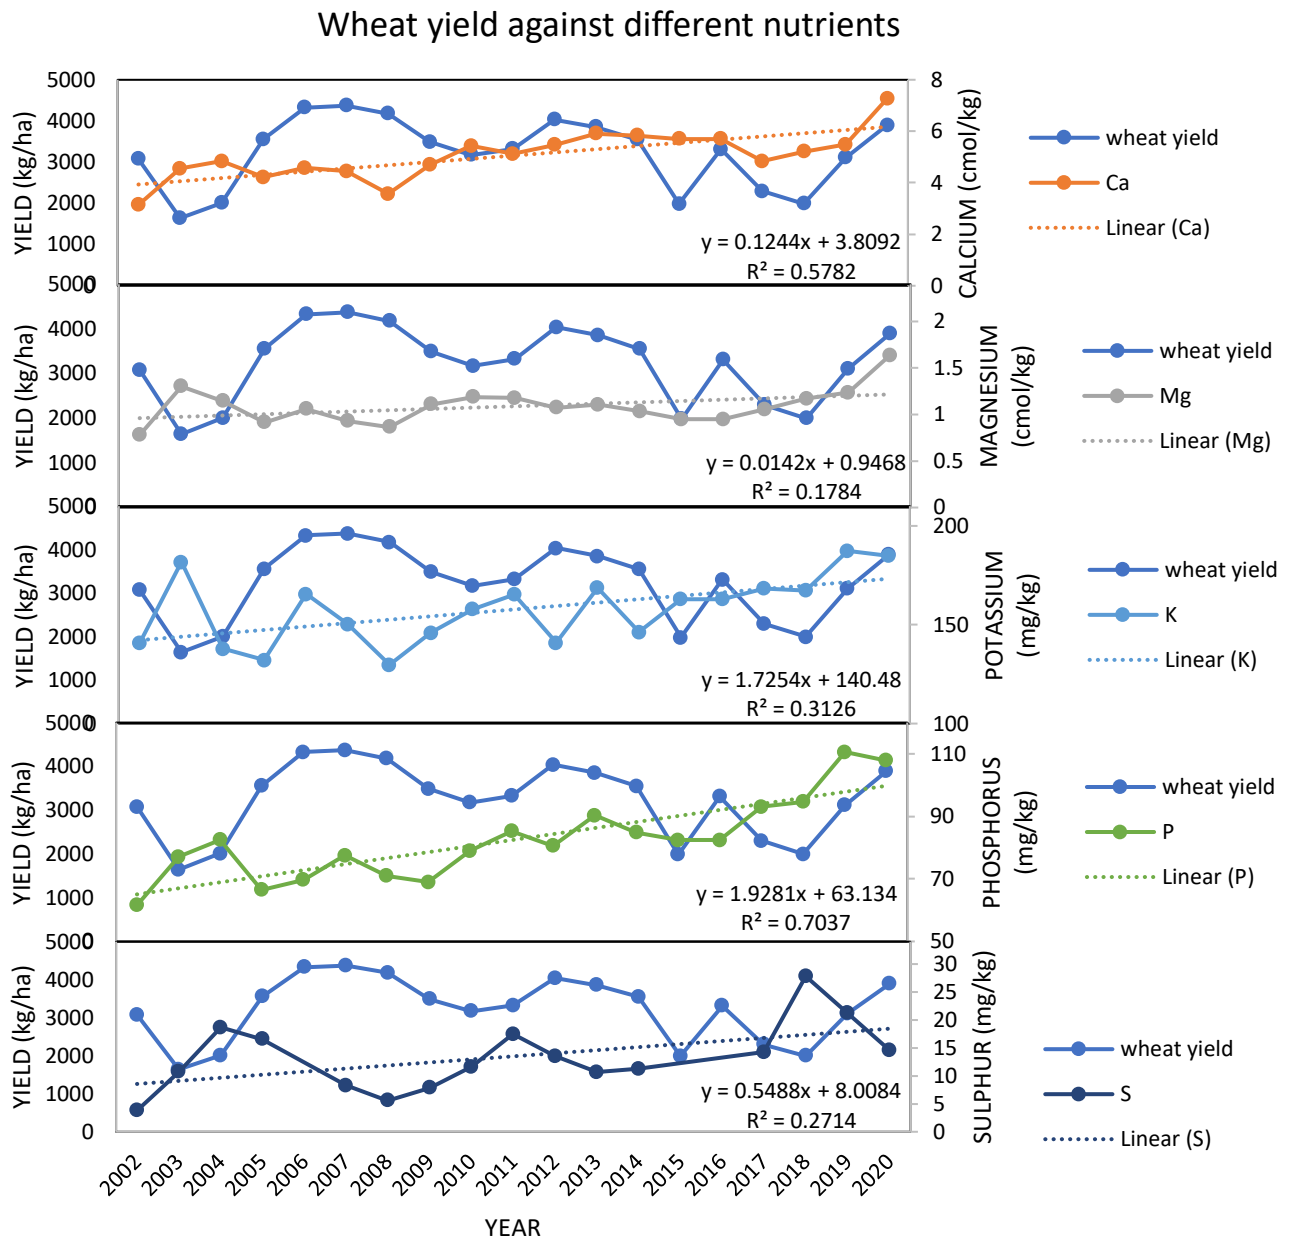 Wheat yield against different nutrients
YIELD (kg/ha)
5000
4000
3000
2000
1000
0
8
6
4
2
0
CALCIUM (cmol/kg)
y = 0.1244x + 3.8092
R² = 0.5782
wheat yield
Ca
Linear (Ca)
YIELD (kg/ha)
5000
4000
3000
2000
1000
0
2
1.5
1
0.5
0
MAGNESIUM
(cmol/kg)
y = 0.0142x + 0.9468
R² = 0.1784
wheat yield
Mg
Linear (Mg)
YIELD (kg/ha)
5000
4000
3000
2000
1000
0
200
150
100
POTASSIUM
(mg/kg)
y = 1.7254x + 140.48
R² = 0.3126
wheat yield
K
Linear (K)
YIELD (kg/ha)
5000
4000
3000
2000
1000
0
110
90
70
50
PHOSPHORUS
(mg/kg)
y = 1.9281x + 63.134
R² = 0.7037
wheat yield
P
Linear (P)
YIELD (kg/ha)
5000
4000
3000
2000
1000
0
30
25
20
15
10
5
0
SULPHUR (mg/kg)
y = 0.5488x + 8.0084
R² = 0.2714
wheat yield
S
Linear (S)
2002
2003
2004
2005
2006
2007
2008
2009
2010
2011
2012
2013
2014
2015
2016
2017
2018
2019
2020
YEAR